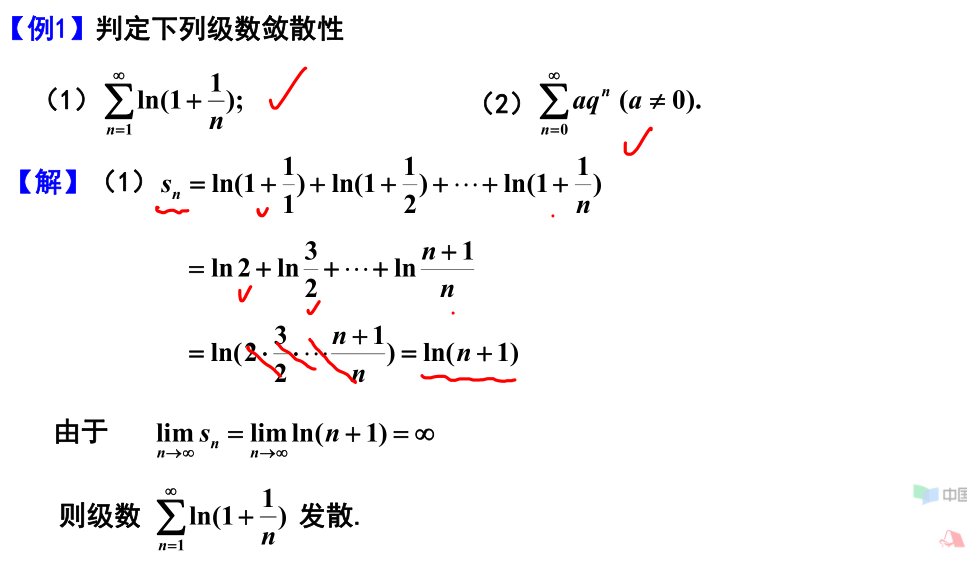 【例1】判定下列级数敛散性
(1) \sum_{n=1}^{\infty} \ln(1+\frac{1}{n}); (2) \sum_{n=0}^{\infty} aq^n (a \neq 0).
【解】(1) s_n = \ln(1+\frac{1}{1}) + \ln(1+\frac{1}{2}) + \cdots + \ln(1+\frac{1}{n})
= \ln 2 + \ln\frac{3}{2} + \cdots + \ln\frac{n+1}{n}
= \ln(2 \cdot \frac{3}{2} \cdots \frac{n+1}{n}) = \ln(n+1)
由于 \lim_{n \to \infty} s_n = \lim_{n \to \infty} \ln(n+1) = \infty
则级数 \sum_{n=1}^{\infty} \ln(1+\frac{1}{n}) 发散.
中国